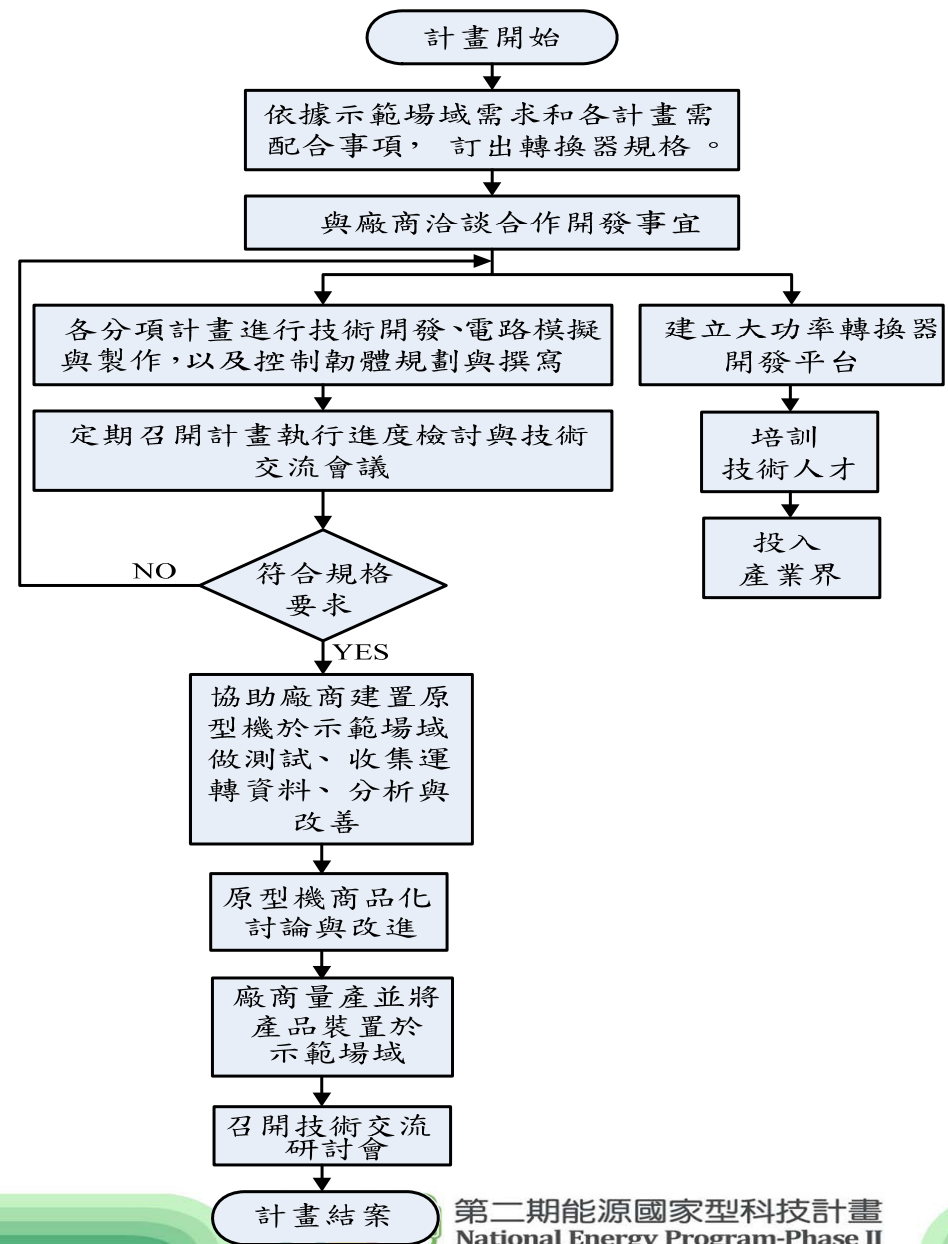 計畫開始
依據示範場域需求和各計畫需
配合事項， 訂出轉換器規格。
與廠商洽談合作開發事宜
各分項計畫進行技術開發、電路模擬
與製作，以及控制韌體規劃與撰寫
建立大功率轉換器
開發平台
定期召開計畫執行進度檢討與技術
交流會議
培訓
技術人才
投入
產業界
NO
符合規格
要求
YES
協助廠商建置原
型機於示範場域
做測試、收集運
轉資料、分析與
改善
原型機商品化
討論與改進
廠商量產並將
產品裝置於
示範場域
召開技術交流
研討會
計畫結案
第二期能源國家型科技計畫
National Energy Program-Phase II